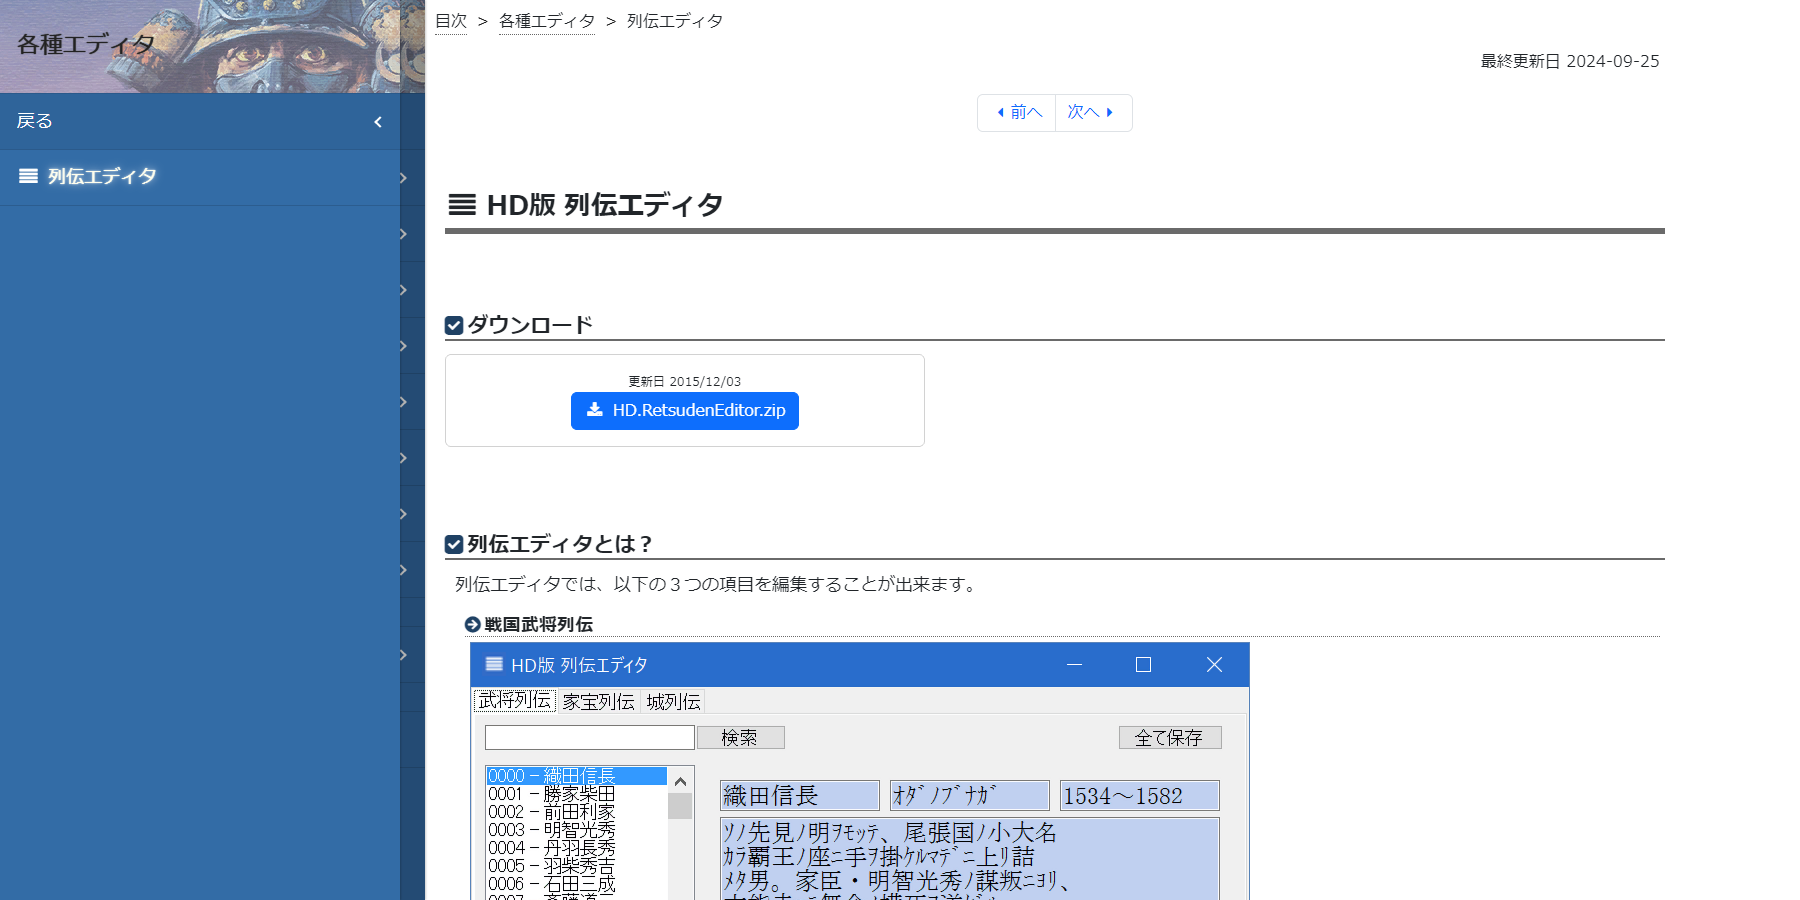 各種エディタ
戻る
列伝エディタ
目次 > 各種エディタ > 列伝エディタ
最終更新日 2024-09-25
前へ 次へ
HD版 列伝エディタ
ダウンロード
更新日 2015/12/03
HD.RetsudenEditor.zip
列伝エディタとは？
列伝エディタでは、以下の３つの項目を編集することが出来ます。
戦国武将列伝
HD版 列伝エディタ
武将列伝 家宝列伝 城列伝
検索 全て保存
0000 – 織田信長
0001 – 勝家柴田
0002 – 前田利家
0003 – 明智光秀
0004 – 丹羽長秀
0005 – 羽柴秀吉
0006 – 石田三成
織田信長 ｵﾀﾞﾉﾌﾞﾅｶﾞ 1534～1582
ｿﾉ先見ﾉ明ｦﾓｯﾃ、尾張国ﾉ小大名
ｶﾗ覇王ﾉ座ﾆ手ｦ掛ｹﾙﾏﾃﾞﾆ上ﾘ詰
ﾒﾀ男。家臣・明智光秀ﾉ謀叛ﾆﾖﾘ、